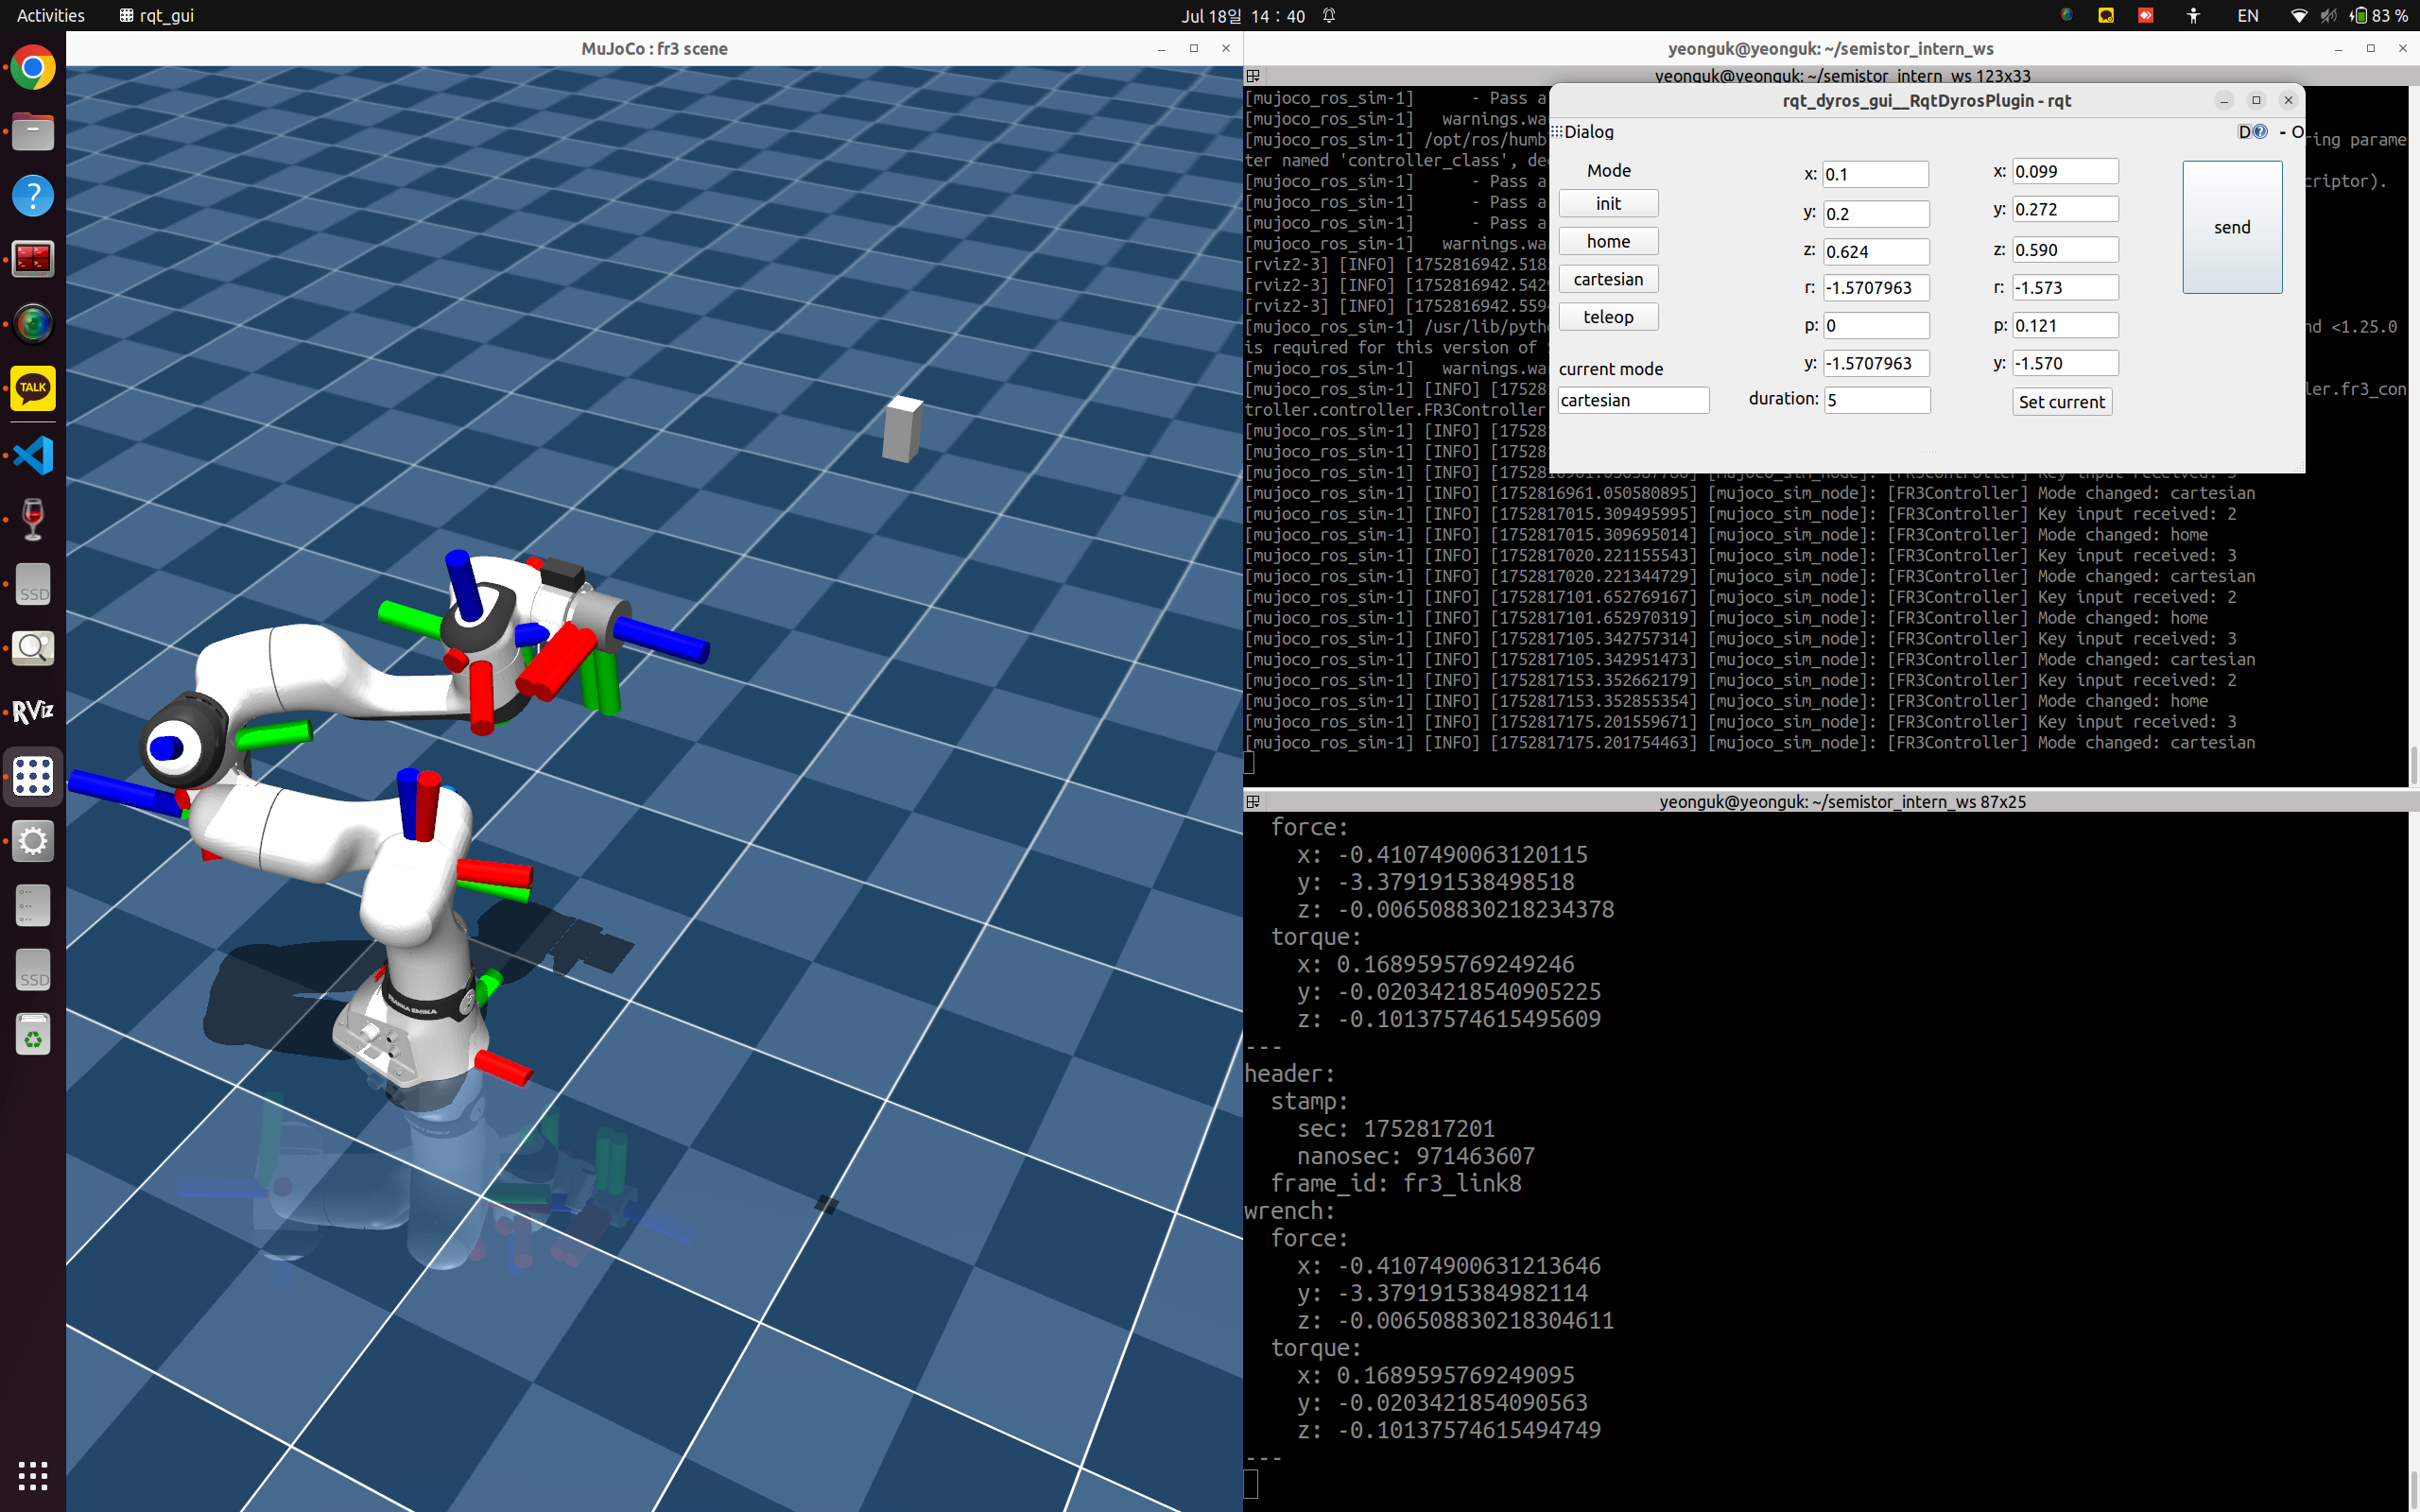 Activities
rqt_gui
Jul 18일 14 : 40
EN
83 %
MuJoCo : fr3 scene
yeonguk@yeonguk: ~/semistor_intern_ws
yeonguk@yeonguk: ~/semistor_intern_ws 123x33
[mujoco_ros_sim-1]      - Pass a
[mujoco_ros_sim-1]   warnings.wa
[mujoco_ros_sim-1] /opt/ros/humb
ring parame
ter named 'controller_class', de
[mujoco_ros_sim-1]      - Pass a
criptor).
[mujoco_ros_sim-1]      - Pass a
[mujoco_ros_sim-1]      - Pass a
[mujoco_ros_sim-1]   warnings.wa
[rviz2-3] [INFO] [1752816942.518
[rviz2-3] [INFO] [1752816942.542
[rviz2-3] [INFO] [1752816942.559
[mujoco_ros_sim-1] /usr/lib/pyth
nd <1.25.0
is required for this version of
[mujoco_ros_sim-1]   warnings.wa
[mujoco_ros_sim-1] [INFO] [17528
ler.fr3_con
troller.controller.FR3Controller
[mujoco_ros_sim-1] [INFO] [17528
[mujoco_ros_sim-1] [INFO] [17528
[mujoco_ros_sim-1] [INFO] [17528
[mujoco_ros_sim-1] [INFO] [1752816961.050580895] [mujoco_sim_node]: [FR3Controller] Mode changed: cartesian
[mujoco_ros_sim-1] [INFO] [1752817015.309495995] [mujoco_sim_node]: [FR3Controller] Key input received: 2
[mujoco_ros_sim-1] [INFO] [1752817015.309695014] [mujoco_sim_node]: [FR3Controller] Mode changed: home
[mujoco_ros_sim-1] [INFO] [1752817020.221155543] [mujoco_sim_node]: [FR3Controller] Key input received: 3
[mujoco_ros_sim-1] [INFO] [1752817020.221344729] [mujoco_sim_node]: [FR3Controller] Mode changed: cartesian
[mujoco_ros_sim-1] [INFO] [1752817101.652769167] [mujoco_sim_node]: [FR3Controller] Key input received: 2
[mujoco_ros_sim-1] [INFO] [1752817101.652970319] [mujoco_sim_node]: [FR3Controller] Mode changed: home
[mujoco_ros_sim-1] [INFO] [1752817105.342757314] [mujoco_sim_node]: [FR3Controller] Key input received: 3
[mujoco_ros_sim-1] [INFO] [1752817105.342951473] [mujoco_sim_node]: [FR3Controller] Mode changed: cartesian
[mujoco_ros_sim-1] [INFO] [1752817153.352662179] [mujoco_sim_node]: [FR3Controller] Key input received: 2
[mujoco_ros_sim-1] [INFO] [1752817153.352855354] [mujoco_sim_node]: [FR3Controller] Mode changed: home
[mujoco_ros_sim-1] [INFO] [1752817175.201559671] [mujoco_sim_node]: [FR3Controller] Key input received: 3
[mujoco_ros_sim-1] [INFO] [1752817175.201754463] [mujoco_sim_node]: [FR3Controller] Mode changed: cartesian
rqt_dyros_gui__RqtDyrosPlugin - rqt
Dialog
D
- O
Mode
init
home
cartesian
teleop
current mode
cartesian
x: 0.1
y: 0.2
z: 0.624
r: -1.5707963
p: 0
y: -1.5707963
duration: 5
x: 0.099
y: 0.272
z: 0.590
r: -1.573
p: 0.121
y: -1.570
Set current
send
yeonguk@yeonguk: ~/semistor_intern_ws 87x25
force:
x: -0.4107490063120115
y: -3.379191538498518
z: -0.006508830218234378
torque:
x: 0.1689595769249246
y: -0.02034218540905225
z: -0.10137574615495609
---
header:
stamp:
sec: 1752817201
nanosec: 971463607
frame_id: fr3_link8
wrench:
force:
x: -0.41074900631213646
y: -3.3791915384982114
z: -0.006508830218304611
torque:
x: 0.1689595769249095
y: -0.0203421854090563
z: -0.10137574615494749
---
TALK
SSD
RViz
SSD
FRANKA EMIKA